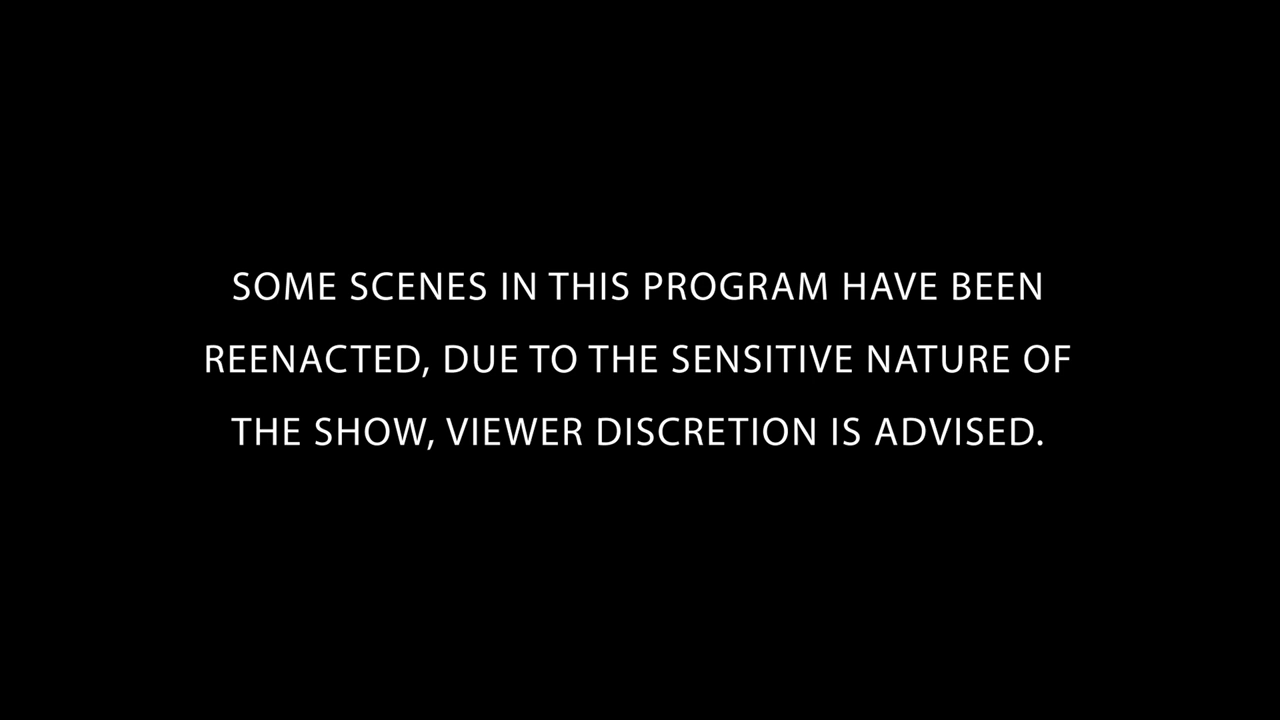 SOME SCENES IN THIS PROGRAM HAVE BEEN
REENACTED, DUE TO THE SENSITIVE NATURE OF
THE SHOW, VIEWER DISCRETION IS ADVISED.